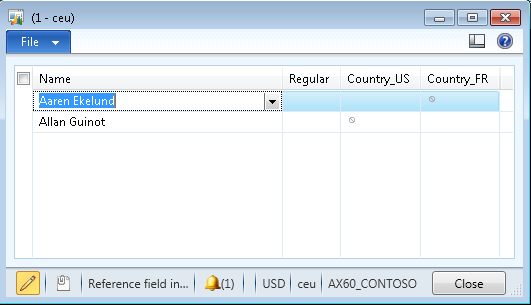 (1 - ceu)
File
Name Regular Country_US Country_FR
Aaren Ekelund
Allan Guinot
Reference field in... (1) USD ceu AX60_CONTOSO Close